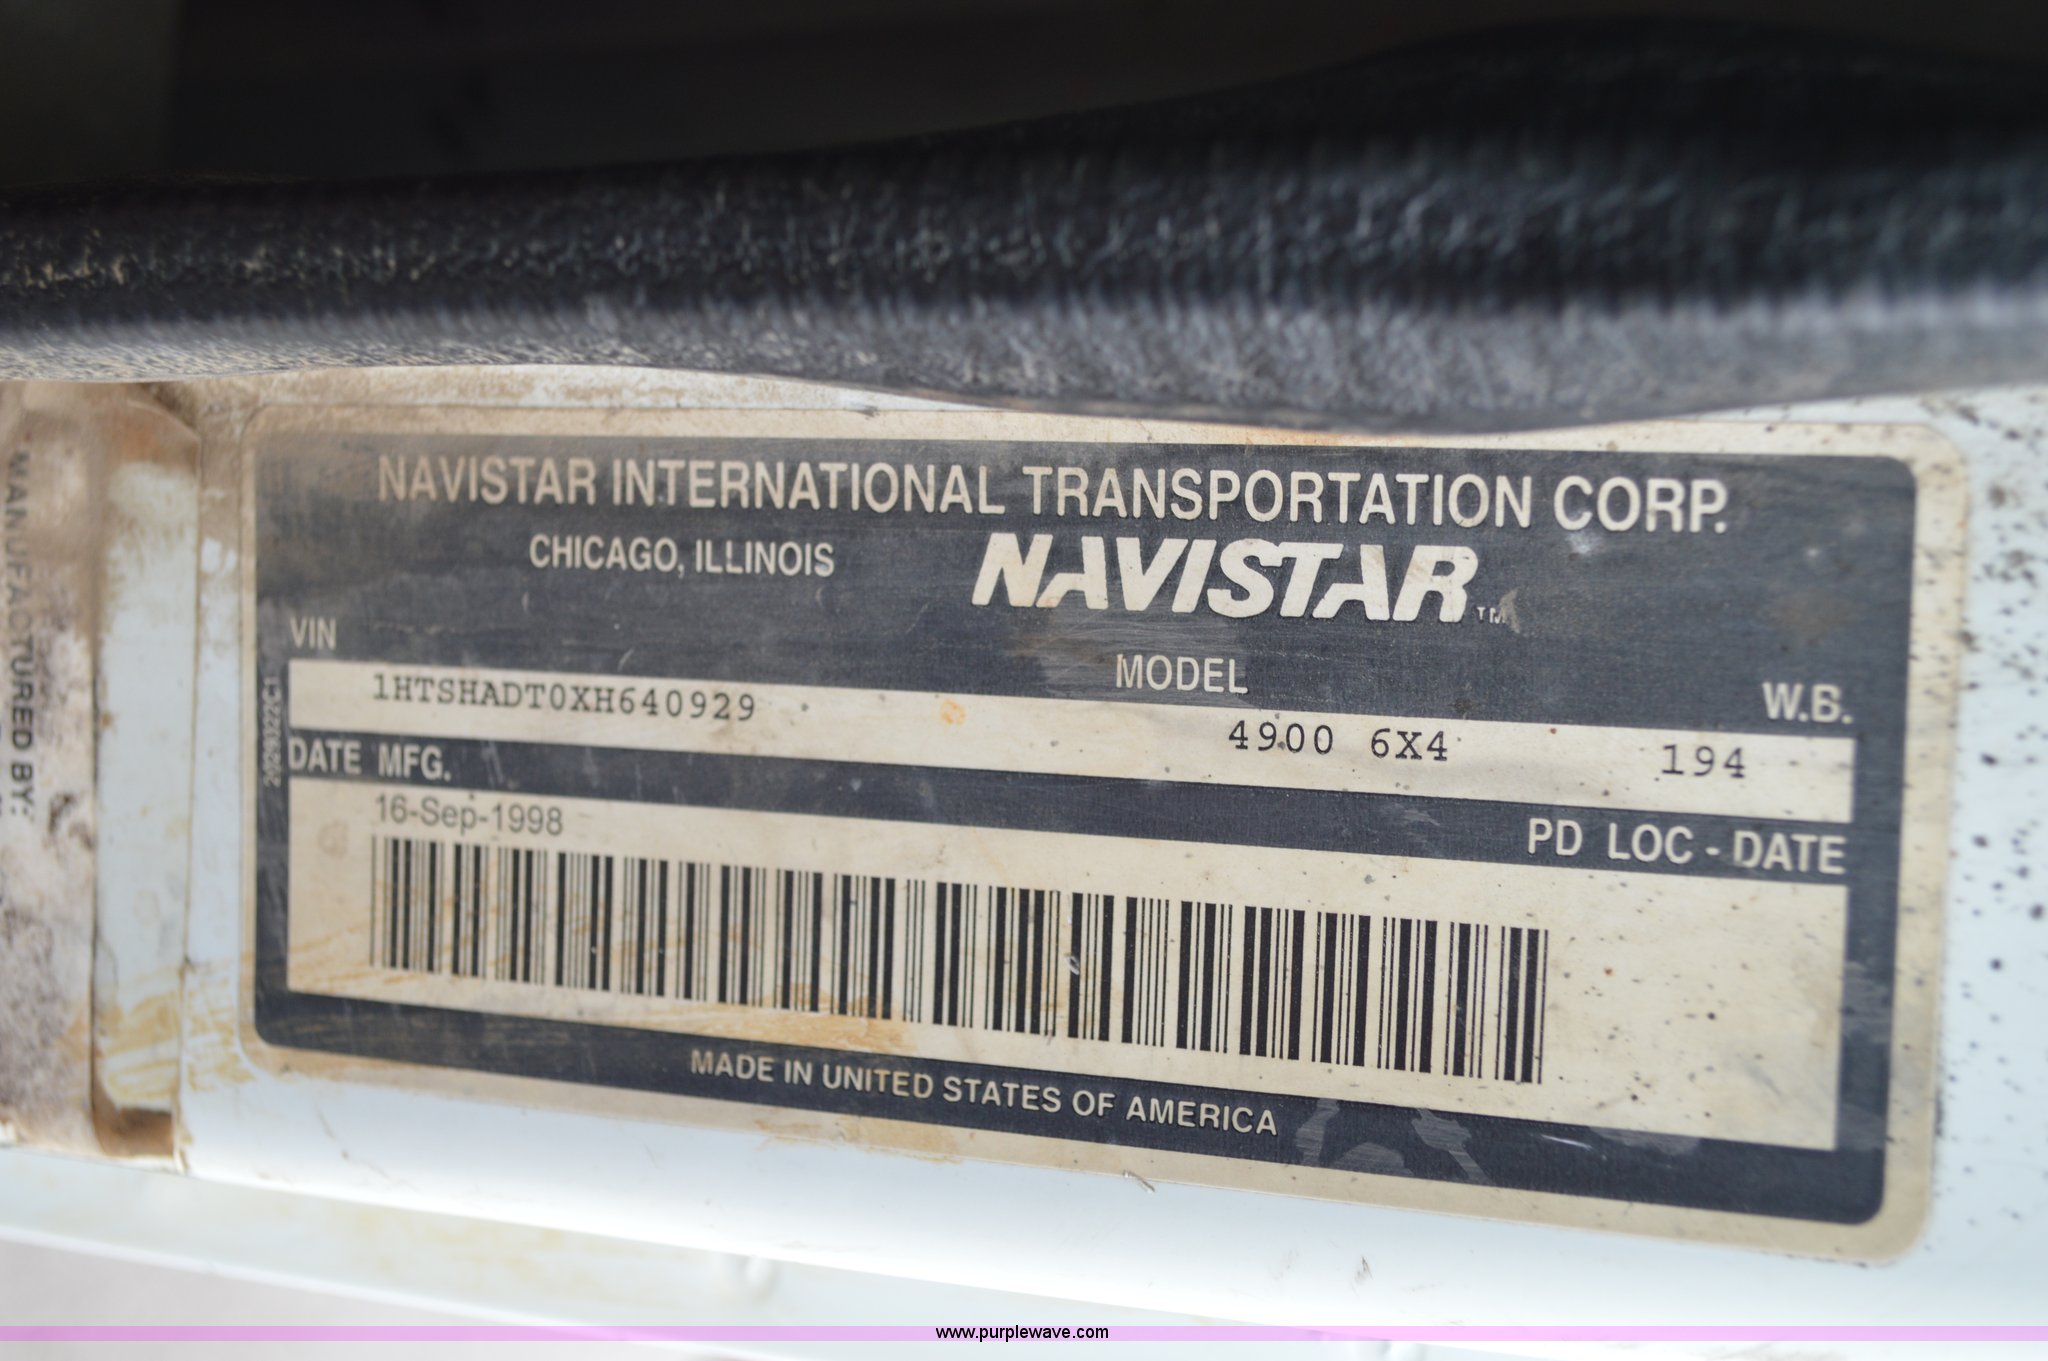 NAVISTAR INTERNATIONAL TRANSPORTATION CORP.
CHICAGO, ILLINOIS
NAVISTAR™
VIN
MODEL
W.B.
1HTSHADT0XH640929
4900 6X4
194
DATE MFG.
PD LOC - DATE
16-Sep-1998
MADE IN UNITED STATES OF AMERICA
MANUFACTURED BY:
www.purplewave.com